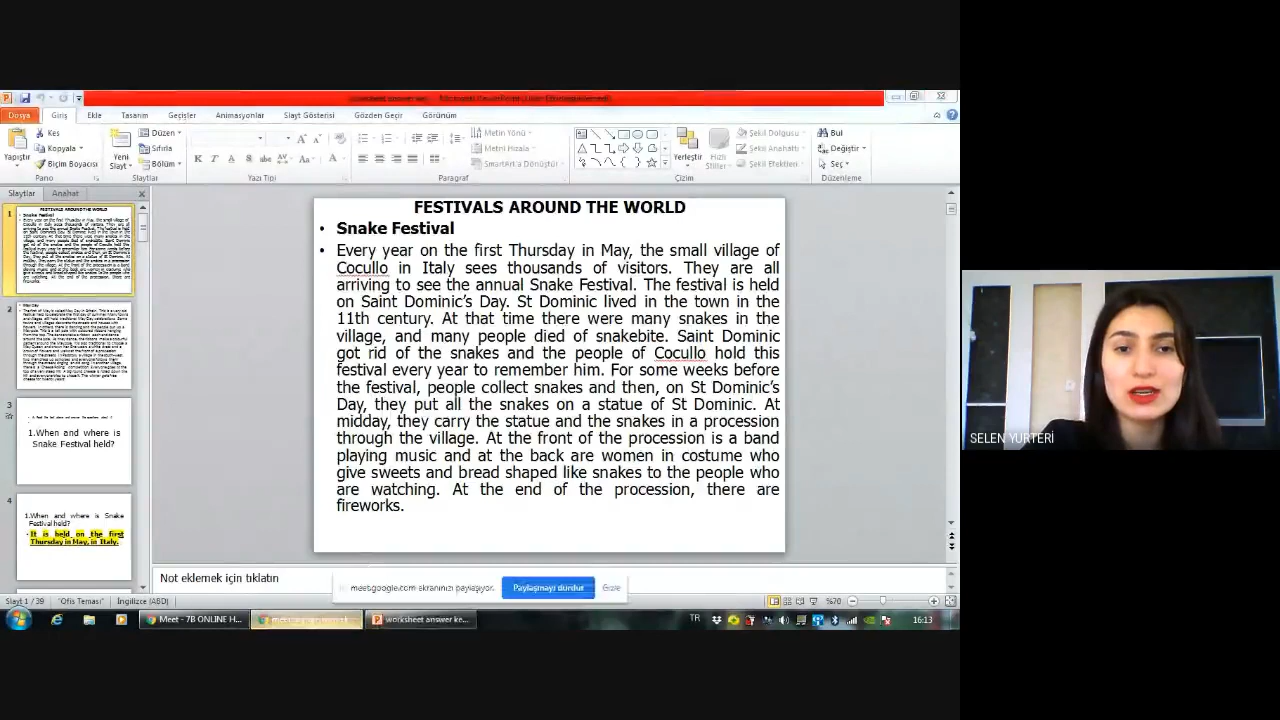 Dosya Giriş Ekle Tasarım Geçişler Animasyonlar Slayt Gösterisi Gözden Geçir Görünüm
Yapıştır
Kes
Kopyala
Biçim Boyacısı
Pano
Yeni Slayt
Düzen
Sıfırla
Bölüm
Slaytlar
Yazı Tipi
Metin Yönü
Metni Hizala
SmartArt'a Dönüştür
Paragraf
Yerleştir
Hızlı Stiller
Şekil Dolgusu
Şekil Anahattı
Şekil Efektleri
Çizim
Bul
Değiştir
Seç
Düzenleme
Slaytlar Anahat
1
FESTIVALS AROUND THE WORLD
Snake Festival
2
May Day
3
1.When and where is
Snake Festival held?
4
1.When and where is Snake
Festival held?
It is held on the first
Thursday in May, in Italy.
FESTIVALS AROUND THE WORLD
• Snake Festival
• Every year on the first Thursday in May, the small village of
Cocullo in Italy sees thousands of visitors. They are all
arriving to see the annual Snake Festival. The festival is held
on Saint Dominic's Day. St Dominic lived in the town in the
11th century. At that time there were many snakes in the
village, and many people died of snakebite. Saint Dominic
got rid of the snakes and the people of Cocullo hold this
festival every year to remember him. For some weeks before
the festival, people collect snakes and then, on St Dominic's
Day, they put all the snakes on a statue of St Dominic. At
midday, they carry the statue and the snakes in a procession
through the village. At the front of the procession is a band
playing music and at the back are women in costume who
give sweets and bread shaped like snakes to the people who
are watching. At the end of the procession, there are
fireworks.
SELEN YURTERİ
Not eklemek için tıklatın
meet.google.com ekranınızı paylaşıyor.
Paylaşmayı durdur
Gizle
Slayt 1 / 39
"Ofis Teması"
İngilizce (ABD)
%70
Meet - 7B ONLINE H...
worksheet answer ke...
TR
16:13